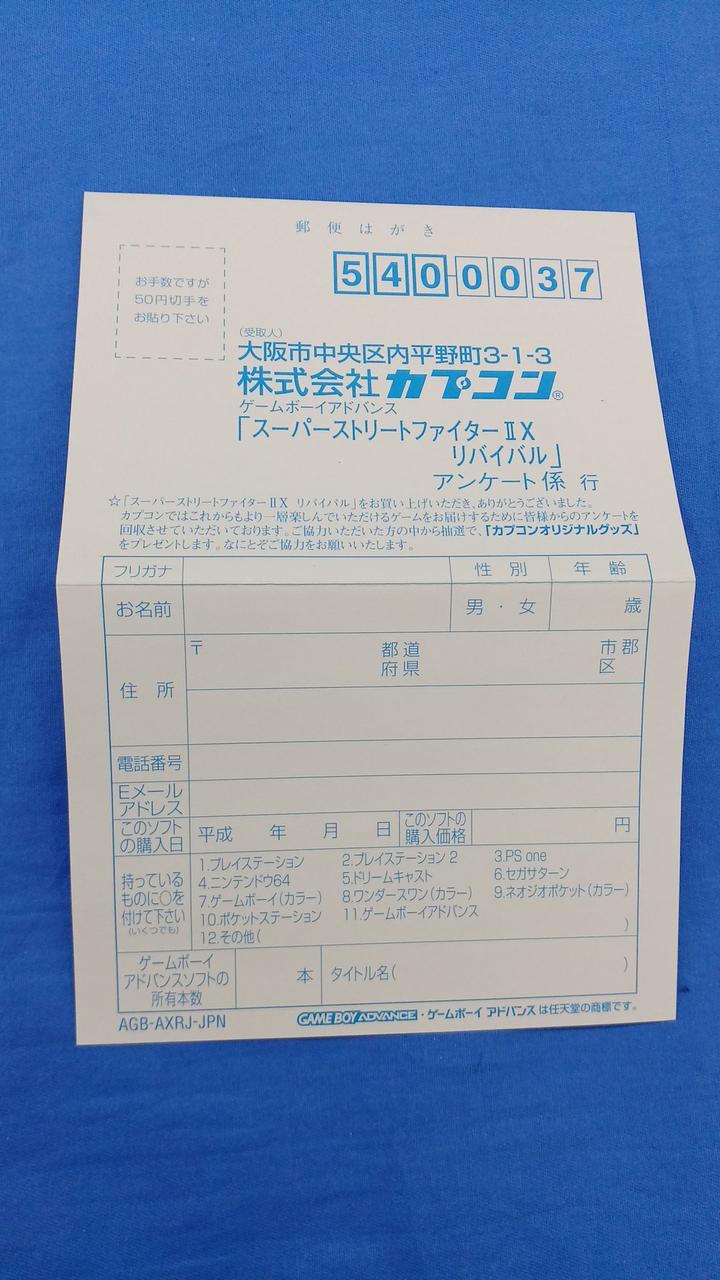 郵便はがき
お手数ですが
50円切手を
お貼り下さい
540-0037
(受取人)
大阪市中央区内平野町3-1-3
株式会社カプコン®
ゲームボーイアドバンス
「スーパーストリートファイターⅡX
リバイバル」
アンケート係 行
☆「スーパーストリートファイターⅡX リバイバル」をお買い上げいただき、ありがとうございました。
カプコンではこれからもより一層楽しんでいただけるゲームをお届けするために皆様からのアンケートを
回収させていただいております。ご協力いただいた方の中から抽選で、「カプコンオリジナルグッズ」
をプレゼントします。なにとぞご協力をお願いいたします。
フリガナ 性別 年齢
お名前 男・女 歳
住所 〒 都道 市郡
府県 区
電話番号
Eメール
アドレス
このソフト
の購入日 平成 年 月 日 このソフトの
購入価格 円
持っている
ものに○を
付けて下さい
(いくつでも)
1.プレイステーション 2.プレイステーション2 3.PS one
4.ニンテンドウ64 5.ドリームキャスト 6.セガサターン
7.ゲームボーイ(カラー) 8.ワンダースワン(カラー) 9.ネオジオポケット(カラー)
10.ポケットステーション 11.ゲームボーイアドバンス
12.その他( )
ゲームボーイ
アドバンスソフトの
所有本数 本 タイトル名( )
AGB-AXRJ-JPN GAME BOY ADVANCE・ゲームボーイ アドバンスは任天堂の商標です。